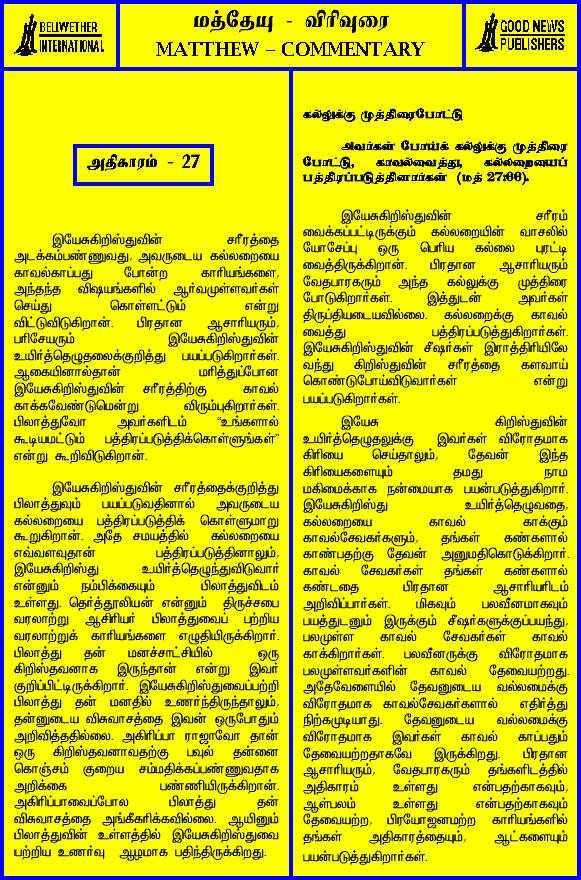 BELLWETHER
INTERNATIONAL
மத்தேயு - விரிவுரை
MATTHEW – COMMENTARY
GOOD NEWS
PUBLISHERS
அதிகாரம் - 27
இயேசுகிறிஸ்துவின் சரீரத்தை
அடக்கம்பண்ணுவது, அவருடைய கல்லறையை
காவல்காப்பது போன்ற காரியங்களை,
அந்தந்த விஷயங்களில் ஆர்வமுள்ளவர்கள்
செய்து கொள்ளட்டும் என்று
விட்டுவிடுகிறான். பிரதான ஆசாரியரும்,
பரிசேயரும் இயேசுகிறிஸ்துவின்
உயிர்த்தெழுதலைக்குறித்து பயப்படுகிறார்கள்.
ஆகையினால்தான் மரித்துப்போன
இயேசுகிறிஸ்துவின் சரீரத்திற்கு காவல்
காக்கவேண்டுமென்று விரும்புகிறார்கள்.
பிலாத்துவோ அவர்களிடம் “உங்களால்
கூடியமட்டும் பத்திரப்படுத்திக்கொள்ளுங்கள்”
என்று கூறிவிடுகிறான்.
இயேசுகிறிஸ்துவின் சரீரத்தைக்குறித்து
பிலாத்துவும் பயப்படுவதினால் அவருடைய
கல்லறையை பத்திரப்படுத்திக் கொள்ளுமாறு
கூறுகிறான். அதே சமயத்தில் கல்லறையை
எவ்வளவுதான் பத்திரப்படுத்தினாலும்,
இயேசுகிறிஸ்து உயிர்த்தெழுந்துவிடுவார்
என்னும் நம்பிக்கையும் பிலாத்துவிடம்
உள்ளது. தெர்த்தூலியன் என்னும் திருச்சபை
வரலாற்று ஆசிரியர் பிலாத்துவைப் பற்றிய
வரலாற்றுக் காரியங்களை எழுதியிருக்கிறார்.
பிலாத்து தன் மனச்சாட்சியில் ஒரு
கிறிஸ்தவனாக இருந்தான் என்று இவர்
குறிப்பிட்டிருக்கிறார். இயேசுகிறிஸ்துவைப்பற்றி
பிலாத்து தன் மனதில் உணர்ந்திருந்தாலும்,
தன்னுடைய விசுவாசத்தை இவன் ஒருபோதும்
அறிவித்ததில்லை. அகிரிப்பா ராஜாவோ தான்
ஒரு கிறிஸ்தவனாவதற்கு பவுல் தன்னை
கொஞ்சம் குறைய சம்மதிக்கப்பண்ணுவதாக
அறிக்கை பண்ணியிருக்கிறான்.
அகிரிப்பாவைப்போல பிலாத்து தன்
விசுவாசத்தை அங்கீகரிக்கவில்லை. ஆயினும்
பிலாத்துவின் உள்ளத்தில் இயேசுகிறிஸ்துவை
பற்றிய உணர்வு ஆழமாக பதிந்திருக்கிறது.
கல்லுக்கு முத்திரைபோட்டு
அவர்கள் போய்க் கல்லுக்கு முத்திரை
போட்டு, காவல்வைத்து, கல்லறையைப்
பத்திரப்படுத்தினார்கள் (மத் 27:66).
இயேசுகிறிஸ்துவின் சரீரம்
வைக்கப்பட்டிருக்கும் கல்லறையின் வாசலில்
யோசேப்பு ஒரு பெரிய கல்லை புரட்டி
வைத்திருக்கிறான். பிரதான ஆசாரியரும்
வேதபாரகரும் அந்த கல்லுக்கு முத்திரை
போடுகிறார்கள். இத்துடன் அவர்கள்
திருப்தியடையவில்லை. கல்லறைக்கு காவல்
வைத்து பத்திரப்படுத்துகிறார்கள்.
இயேசுகிறிஸ்துவின் சீஷர்கள் இராத்திரியிலே
வந்து கிறிஸ்துவின் சரீரத்தை களவாய்
கொண்டுபோய்விடுவார்கள் என்று
பயப்படுகிறார்கள்.
இயேசு கிறிஸ்துவின்
உயிர்த்தெழுதலுக்கு இவர்கள் விரோதமாக
கிரியை செய்தாலும், தேவன் இந்த
கிரியைகளையும் தமது நாம
மகிமைக்காக நன்மையாக பயன்படுத்துகிறார்.
இயேசுகிறிஸ்து உயிர்த்தெழுவதை,
கல்லறையை காவல் காக்கும்
காவல்சேவகர்களும், தங்கள் கண்களால்
காண்பதற்கு தேவன் அனுமதிகொடுக்கிறார்.
காவல் சேவகர்கள் தங்கள் கண்களால்
கண்டதை பிரதான ஆசாரியரிடம்
அறிவிப்பார்கள். மிகவும் பலவீனமாகவும்
பயத்துடனும் இருக்கும் சீஷர்களுக்குப்பயந்து,
பலமுள்ள காவல் சேவகர்கள் காவல்
காக்கிறார்கள். பலவீனருக்கு விரோதமாக
பலமுள்ளவர்களின் காவல் தேவையற்றது.
அதேவேளையில் தேவனுடைய வல்லமைக்கு
விரோதமாக காவல்சேவகர்களால் எதிர்த்து
நிற்கமுடியாது. தேவனுடைய வல்லமைக்கு
விரோதமாக இவர்கள் காவல் காப்பதும்
தேவையற்றதாகவே இருக்கிறது. பிரதான
ஆசாரியரும், வேதபாரகரும் தங்களிடத்தில்
அதிகாரம் உள்ளது என்பதற்காகவும்,
ஆள்பலம் உள்ளது என்பதற்காகவும்
தேவையற்ற, பிரயோஜனமற்ற காரியங்களில்
தங்கள் அதிகாரத்தையும், ஆட்களையும்
பயன்படுத்துகிறார்கள்.